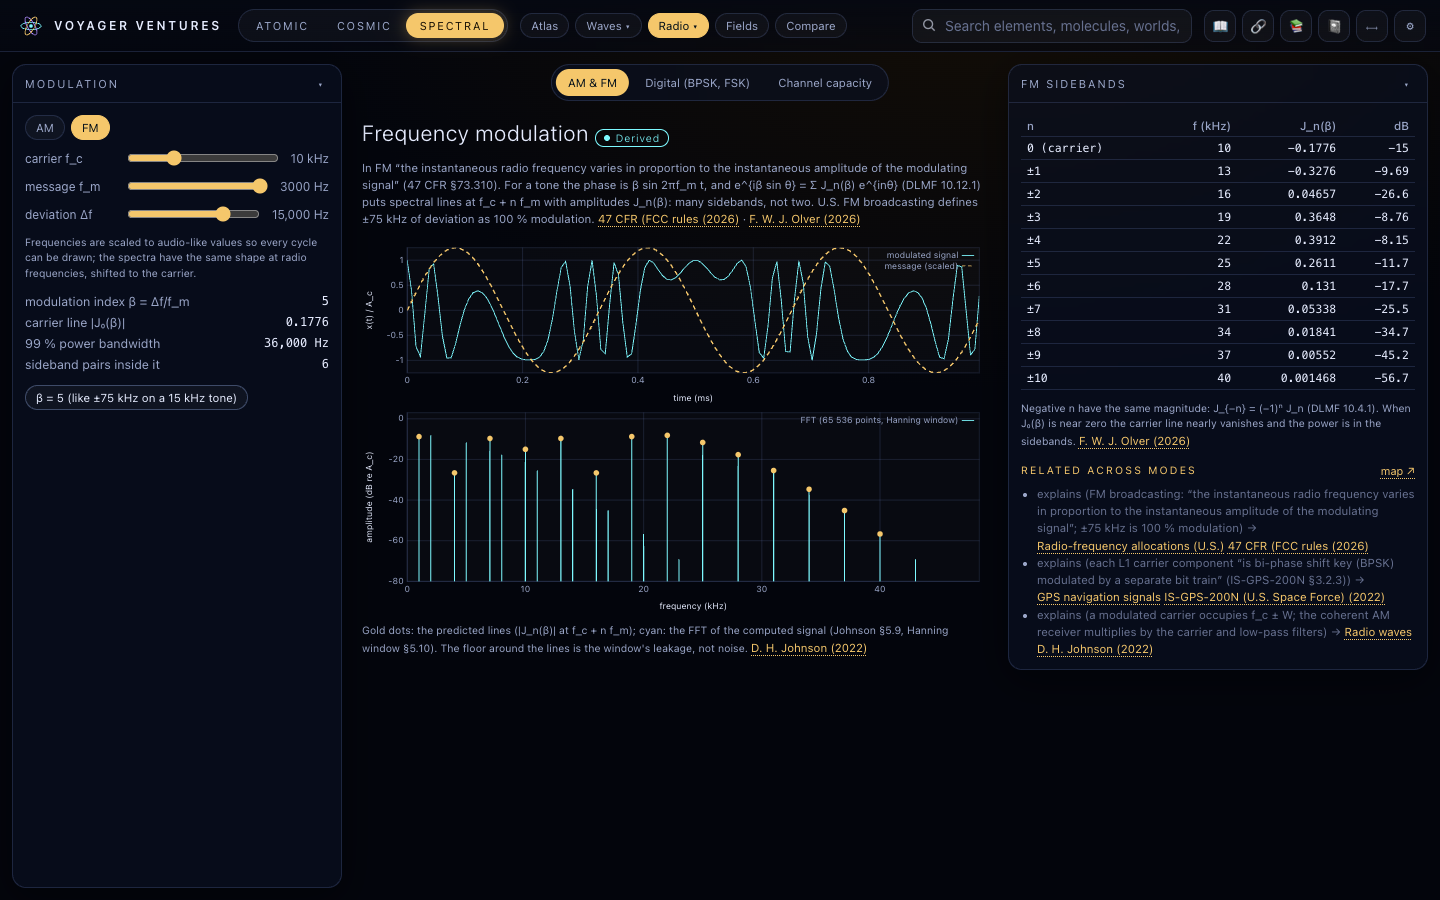 VOYAGER VENTURES
ATOMIC
COSMIC
SPECTRAL
Atlas
Waves ▾
Radio ▾
Fields
Compare
Search elements, molecules, worlds,
MODULATION
AM
FM
carrier f_c
10 kHz
message f_m
3000 Hz
deviation Δf
15,000 Hz
Frequencies are scaled to audio-like values so every cycle
can be drawn; the spectra have the same shape at radio
frequencies, shifted to the carrier.
modulation index β = Δf/f_m 5
carrier line |J₀(β)| 0.1776
99 % power bandwidth 36,000 Hz
sideband pairs inside it 6
β = 5 (like ±75 kHz on a 15 kHz tone)
AM & FM
Digital (BPSK, FSK)
Channel capacity
Frequency modulation
Derived
In FM “the instantaneous radio frequency varies in proportion to the instantaneous amplitude of the modulating
signal” (47 CFR §73.310). For a tone the phase is β sin 2πf_m t, and e^{iβ sin θ} = Σ J_n(β) e^{inθ} (DLMF 10.12.1)
puts spectral lines at f_c + n f_m with amplitudes J_n(β): many sidebands, not two. U.S. FM broadcasting defines
±75 kHz of deviation as 100 % modulation. 47 CFR (FCC rules (2026) · F. W. J. Olver (2026)
modulated signal
message (scaled)
x(t) / A_c
1
0.5
0
−0.5
−1
0
0.2
0.4
0.6
0.8
time (ms)
FFT (65 536 points, Hanning window)
amplitude (dB re A_c)
0
−20
−40
−60
−80
0
10
20
30
40
frequency (kHz)
Gold dots: the predicted lines (|J_n(β)| at f_c + n f_m); cyan: the FFT of the computed signal (Johnson §5.9, Hanning
window §5.10). The floor around the lines is the window's leakage, not noise. D. H. Johnson (2022)
FM SIDEBANDS
n f (kHz) J_n(β) dB
0 (carrier) 10 −0.1776 −15
±1 13 −0.3276 −9.69
±2 16 0.04657 −26.6
±3 19 0.3648 −8.76
±4 22 0.3912 −8.15
±5 25 0.2611 −11.7
±6 28 0.131 −17.7
±7 31 0.05338 −25.5
±8 34 0.01841 −34.7
±9 37 0.00552 −45.2
±10 40 0.001468 −56.7
Negative n have the same magnitude: J_{−n} = (−1)ⁿ J_n (DLMF 10.4.1). When
J₀(β) is near zero the carrier line nearly vanishes and the power is in the
sidebands. F. W. J. Olver (2026)
RELATED ACROSS MODES
map ↗
• explains (FM broadcasting: “the instantaneous radio frequency varies
in proportion to the instantaneous amplitude of the modulating
signal”; ±75 kHz is 100 % modulation) →
Radio-frequency allocations (U.S.) 47 CFR (FCC rules (2026)
• explains (each L1 carrier component “is bi-phase shift key (BPSK)
modulated by a separate bit train” (IS-GPS-200N §3.2.3)) →
GPS navigation signals IS-GPS-200N (U.S. Space Force) (2022)
• explains (a modulated carrier occupies f_c ± W; the coherent AM
receiver multiplies by the carrier and low-pass filters) → Radio waves
D. H. Johnson (2022)